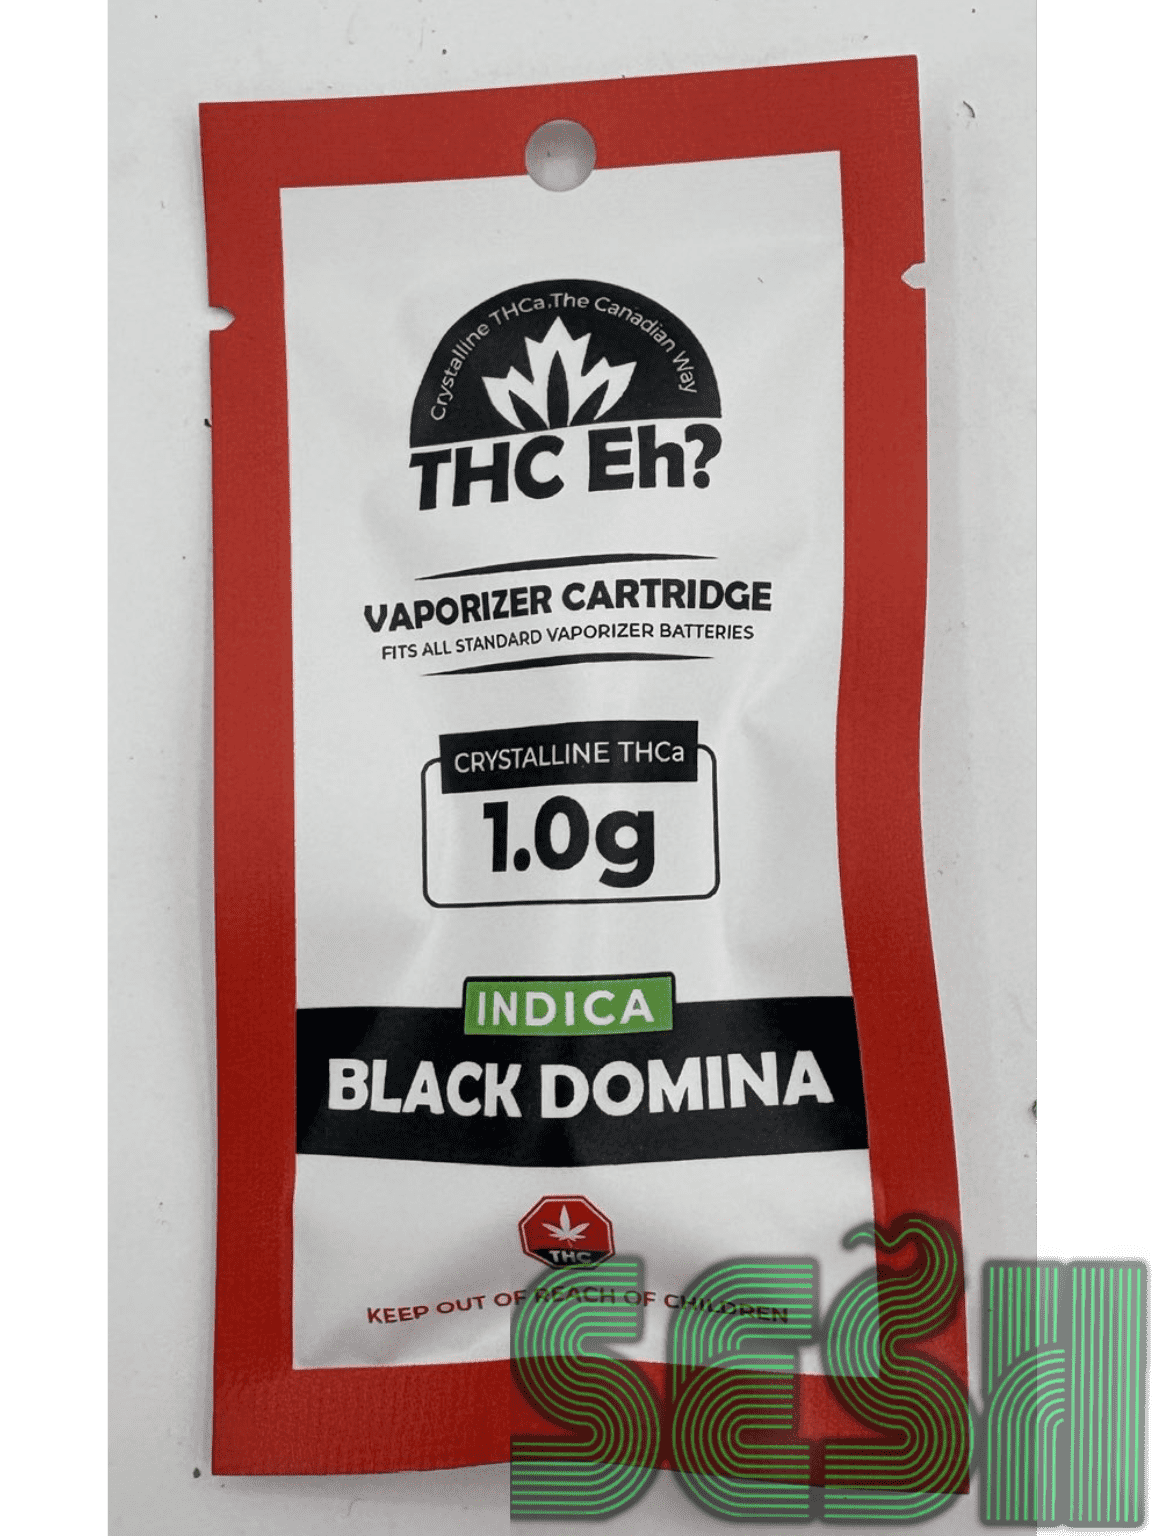 Crystalline THCa.The Canadian Way
THC Eh?
VAPORIZER CARTRIDGE
FITS ALL STANDARD VAPORIZER BATTERIES
CRYSTALLINE THCa
1.0g
INDICA
BLACK DOMINA
THC
KEEP OUT OF REACH OF CHILDREN
SESH